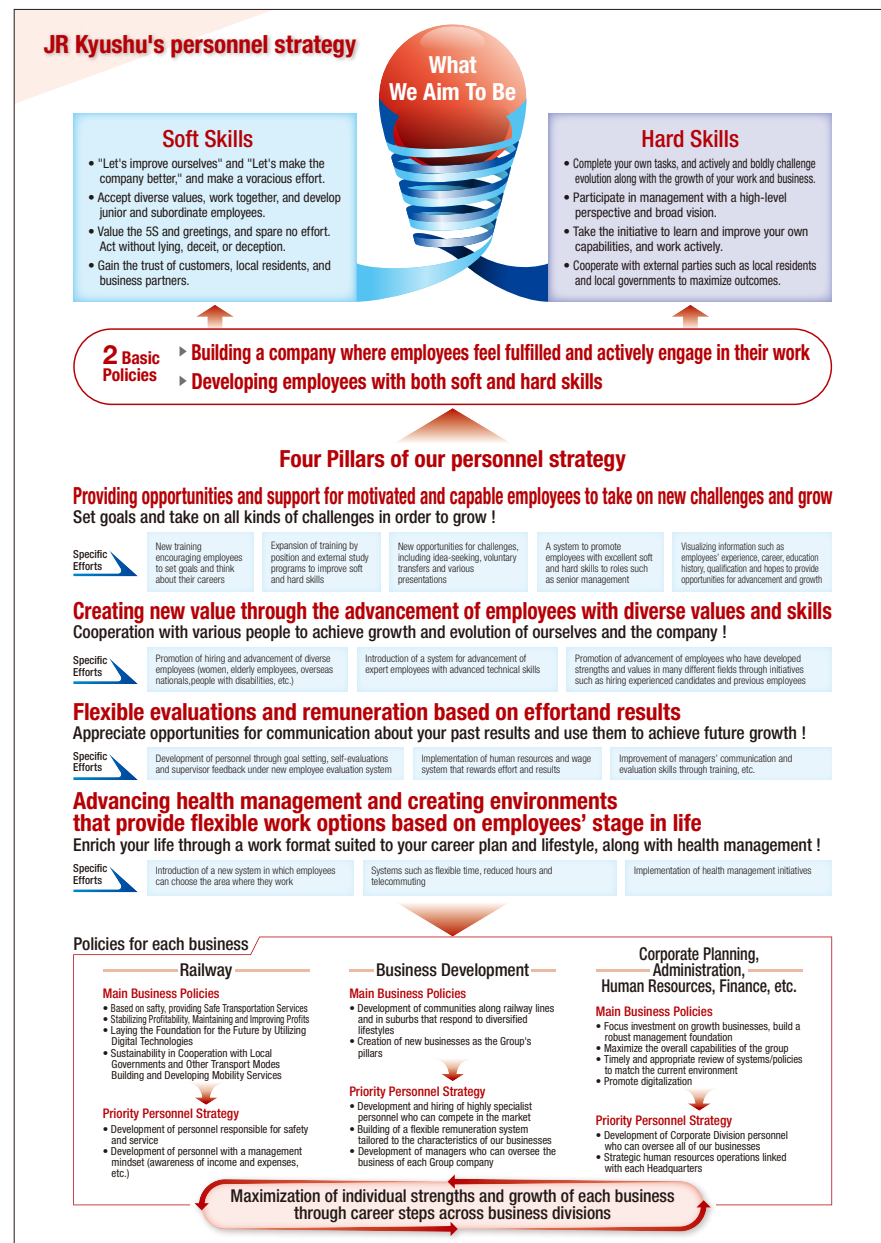 JR Kyushu's personnel strategy
What
We Aim To Be
Soft Skills
• "Let's improve ourselves" and "Let's make the
company better," and make a voracious effort.
• Accept diverse values, work together, and develop
junior and subordinate employees.
• Value the 5S and greetings, and spare no effort.
Act without lying, deceit, or deception.
• Gain the trust of customers, local residents, and
business partners.
Hard Skills
• Complete your own tasks, and actively and boldly challenge
evolution along with the growth of your work and business.
• Participate in management with a high-level
perspective and broad vision.
• Take the initiative to learn and improve your own
capabilities, and work actively.
• Cooperate with external parties such as local residents
and local governments to maximize outcomes.
2 Basic
Policies
Building a company where employees feel fulfilled and actively engage in their work
Developing employees with both soft and hard skills
Four Pillars of our personnel strategy
Providing opportunities and support for motivated and capable employees to take on new challenges and grow
Set goals and take on all kinds of challenges in order to grow !
Specific
Efforts
New training
encouraging employees
to set goals and think
about their careers
Expansion of training by
position and external study
programs to improve soft
and hard skills
New opportunities for challenges,
including idea-seeking, voluntary
transfers and various
presentations
A system to promote
employees with excellent soft
and hard skills to roles such
as senior management
Visualizing information such as
employees' experience, career, education
history, qualification and hopes to provide
opportunities for advancement and growth
Creating new value through the advancement of employees with diverse values and skills
Cooperation with various people to achieve growth and evolution of ourselves and the company !
Specific
Efforts
Promotion of hiring and advancement of diverse
employees (women, elderly employees, overseas
nationals,people with disabilities, etc.)
Introduction of a system for advancement of
expert employees with advanced technical skills
Promotion of advancement of employees who have developed
strengths and values in many different fields through initiatives
such as hiring experienced candidates and previous employees
Flexible evaluations and remuneration based on effortand results
Appreciate opportunities for communication about your past results and use them to achieve future growth !
Specific
Efforts
Development of personnel through goal setting, self-evaluations
and supervisor feedback under new employee evaluation system
Implementation of human resources and wage
system that rewards effort and results
Improvement of managers' communication and
evaluation skills through training, etc.
Advancing health management and creating environments
that provide flexible work options based on employees' stage in life
Enrich your life through a work format suited to your career plan and lifestyle, along with health management !
Specific
Efforts
Introduction of a new system in which employees
can choose the area where they work
Systems such as flexible time, reduced hours and
telecommuting
Implementation of health management initiatives
Policies for each business
Railway
Main Business Policies
• Based on safty, providing Safe Transportation Services
• Stabilizing Profitability, Maintaining and Improving Profits
• Laying the Foundation for the Future by Utilizing
Digital Technologies
• Sustainability in Cooperation with Local
Governments and Other Transport Modes
Building and Developing Mobility Services
Priority Personnel Strategy
• Development of personnel responsible for safety
and service
• Development of personnel with a management
mindset (awareness of income and expenses,
etc.)
Business Development
Main Business Policies
• Development of communities along railway lines
and in suburbs that respond to diversified
lifestyles
• Creation of new businesses as the Group's
pillars
Priority Personnel Strategy
• Development and hiring of highly specialist
personnel who can compete in the market
• Building of a flexible remuneration system
tailored to the characteristics of our businesses
• Development of managers who can oversee the
business of each Group company
Corporate Planning,
Administration,
Human Resources, Finance, etc.
Main Business Policies
• Focus investment on growth businesses, build a
robust management foundation
• Maximize the overall capabilities of the group
• Timely and appropriate review of systems/policies
to match the current environment
• Promote digitalization
Priority Personnel Strategy
• Development of Corporate Division personnel
who can oversee all of our businesses
• Strategic human resources operations linked
with each Headquarters
Maximization of individual strengths and growth of each business
through career steps across business divisions